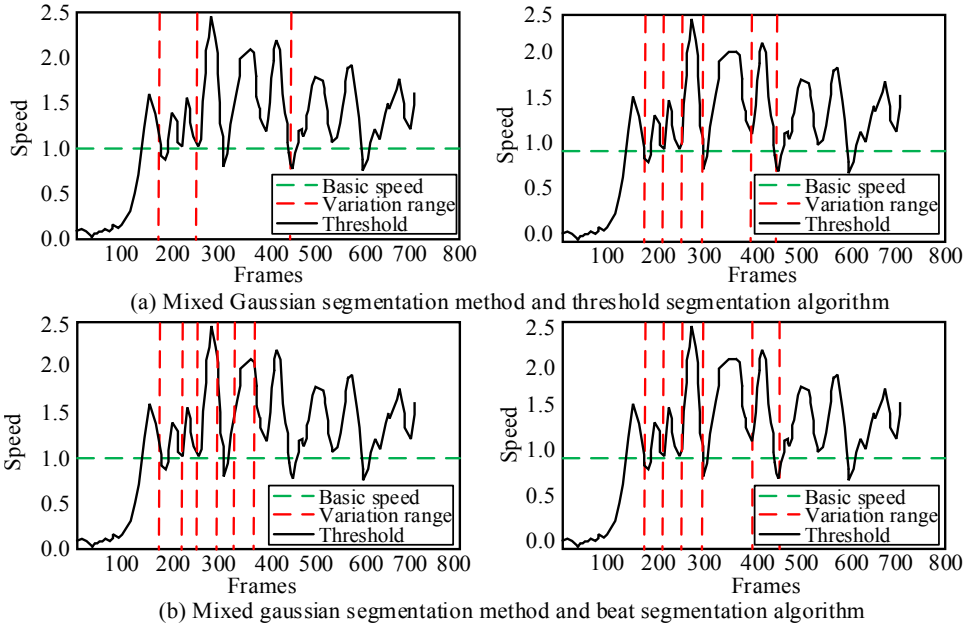 2.5
2.0
1.5
1.0
0.5
0.0
Speed
Basic speed
Variation range
Threshold
100 200 300 400 500 600 700 800
Frames
2.5
2.0
1.5
1.0
0.5
0.0
Speed
Basic speed
Variation range
Threshold
100 200 300 400 500 600 700 800
Frames
(a) Mixed Gaussian segmentation method and threshold segmentation algorithm
2.5
2.0
1.5
1.0
0.5
0.0
Speed
Basic speed
Variation range
Threshold
100 200 300 400 500 600 700 800
Frames
2.5
2.0
1.5
1.0
0.5
0.0
Speed
Basic speed
Variation range
Threshold
100 200 300 400 500 600 700 800
Frames
(b) Mixed gaussian segmentation method and beat segmentation algorithm